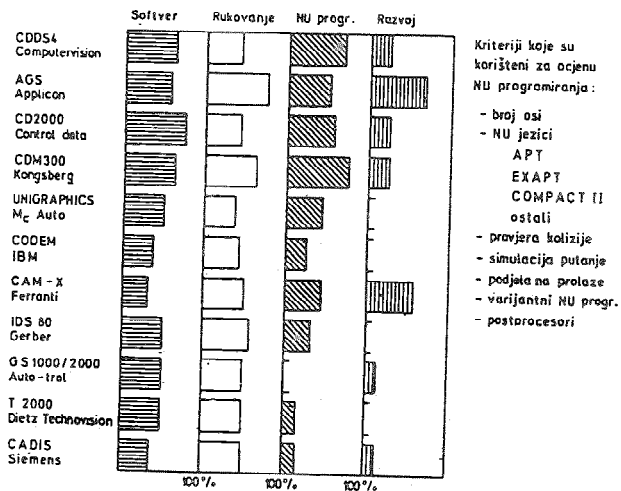 Softver Rukovanje NU progr. Razvoj
CDDS4
Computervision
AGS
Applicon
CD2000
Control data
CDM300
Kongsberg
UNIGRAPHICS
Mc Auto
CODEM
IBM
CAM-X
Ferranti
IDS 80
Gerber
GS1000/2000
Auto-trol
T 2000
Dietz Technovision
CADIS
Siemens
100% 100% 100%
Kriteriji koje su
korišteni za ocjenu
NU programiranja:
- broj osi
- NU jezici
APT
EXAPT
COMPACT II
ostali
- provjera kolizije
- simulacija putanje
- podjela na prolaze
- varijantni NU progr.
- postprocesori